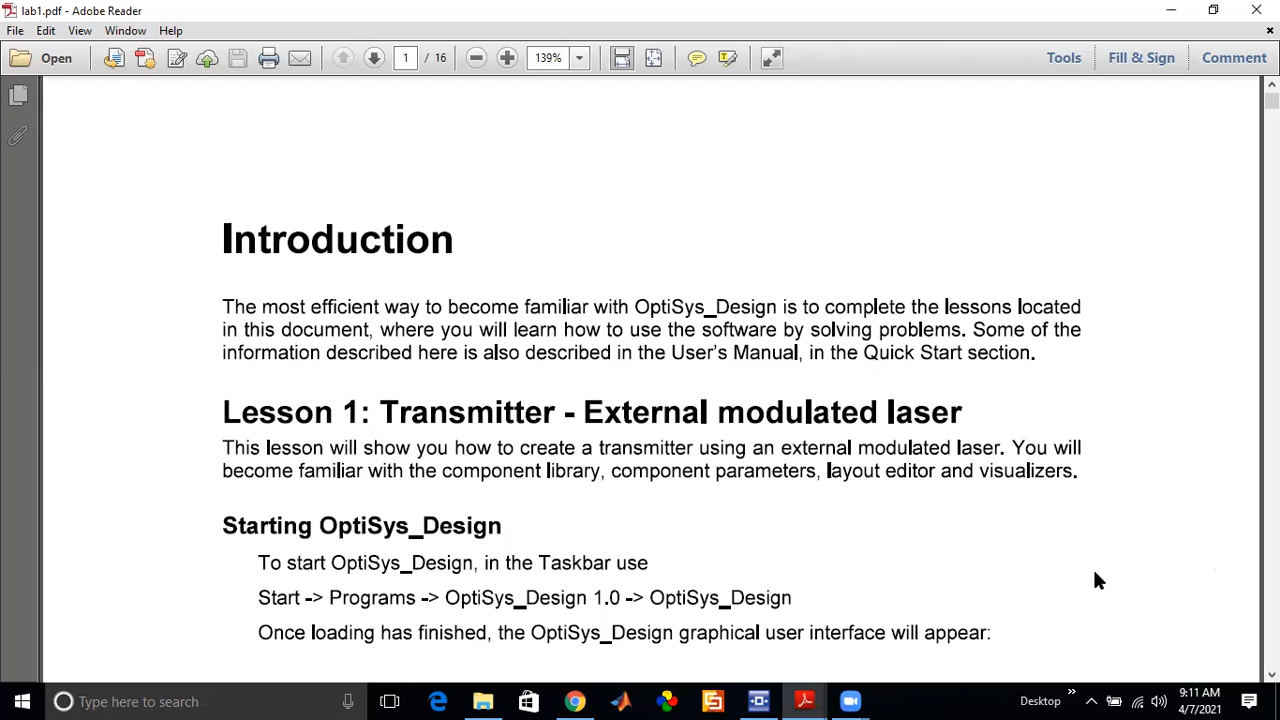 lab1.pdf - Adobe Reader
File Edit View Window Help
Open 1 / 16 139% Tools Fill & Sign Comment
Introduction
The most efficient way to become familiar with OptiSys_Design is to complete the lessons located
in this document, where you will learn how to use the software by solving problems. Some of the
information described here is also described in the User's Manual, in the Quick Start section.
Lesson 1: Transmitter - External modulated laser
This lesson will show you how to create a transmitter using an external modulated laser. You will
become familiar with the component library, component parameters, layout editor and visualizers.
Starting OptiSys_Design
To start OptiSys_Design, in the Taskbar use
Start -> Programs -> OptiSys_Design 1.0 -> OptiSys_Design
Once loading has finished, the OptiSys_Design graphical user interface will appear:
Type here to search
Desktop
9:11 AM
4/7/2021